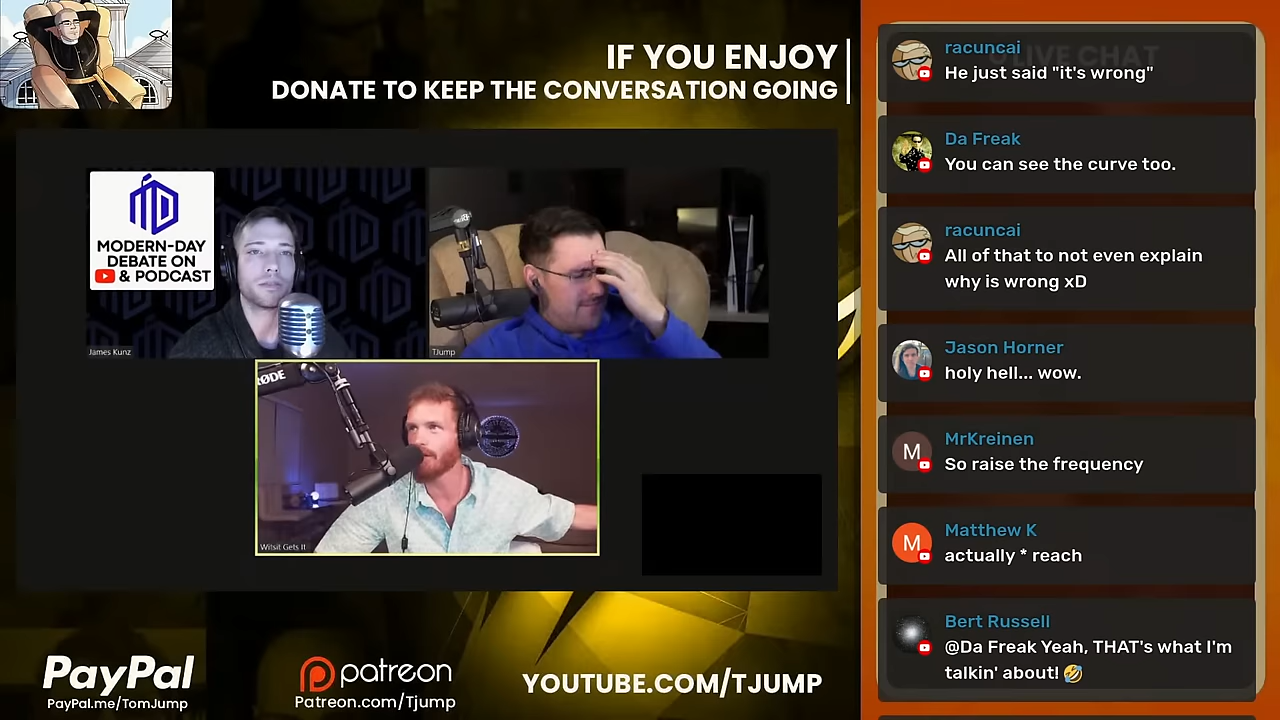 IF YOU ENJOY
DONATE TO KEEP THE CONVERSATION GOING
MODERN-DAY
DEBATE ON
& PODCAST
James Kunz
TJump
RØDE
Witsit Gets It
PayPal
PayPal.me/TomJump
patreon
Patreon.com/Tjump
YOUTUBE.COM/TJUMP
LIVE CHAT
racuncai
He just said "it's wrong"
Da Freak
You can see the curve too.
racuncai
All of that to not even explain
why is wrong xD
Jason Horner
holy hell... wow.
M
MrKreinen
So raise the frequency
M
Matthew K
actually * reach
Bert Russell
@Da Freak Yeah, THAT's what I'm
talkin' about! 🤣